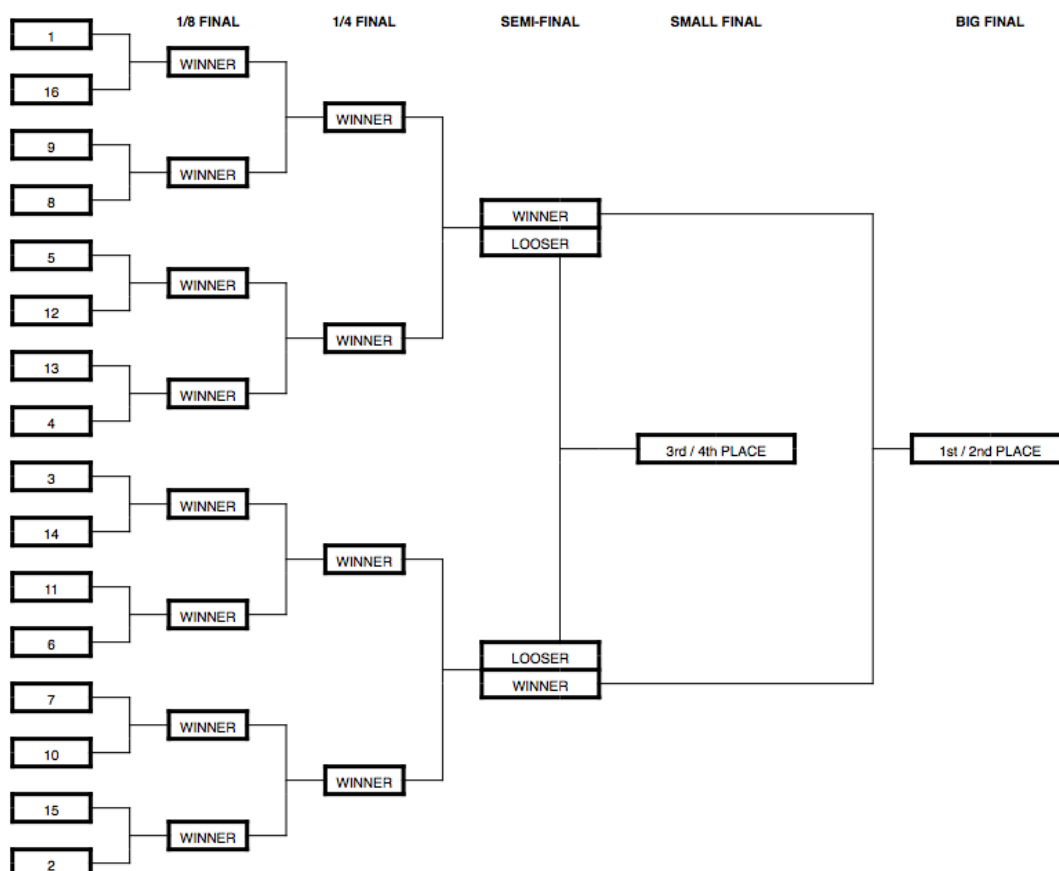 1/8 FINAL 1/4 FINAL SEMI-FINAL SMALL FINAL BIG FINAL
1
WINNER
16
WINNER
9
WINNER
8
WINNER
LOOSER
5
WINNER
12
WINNER
13
WINNER
4
3rd / 4th PLACE 1st / 2nd PLACE
3
WINNER
14
WINNER
11
WINNER
6
LOOSER
WINNER
7
WINNER
10
WINNER
15
WINNER
2